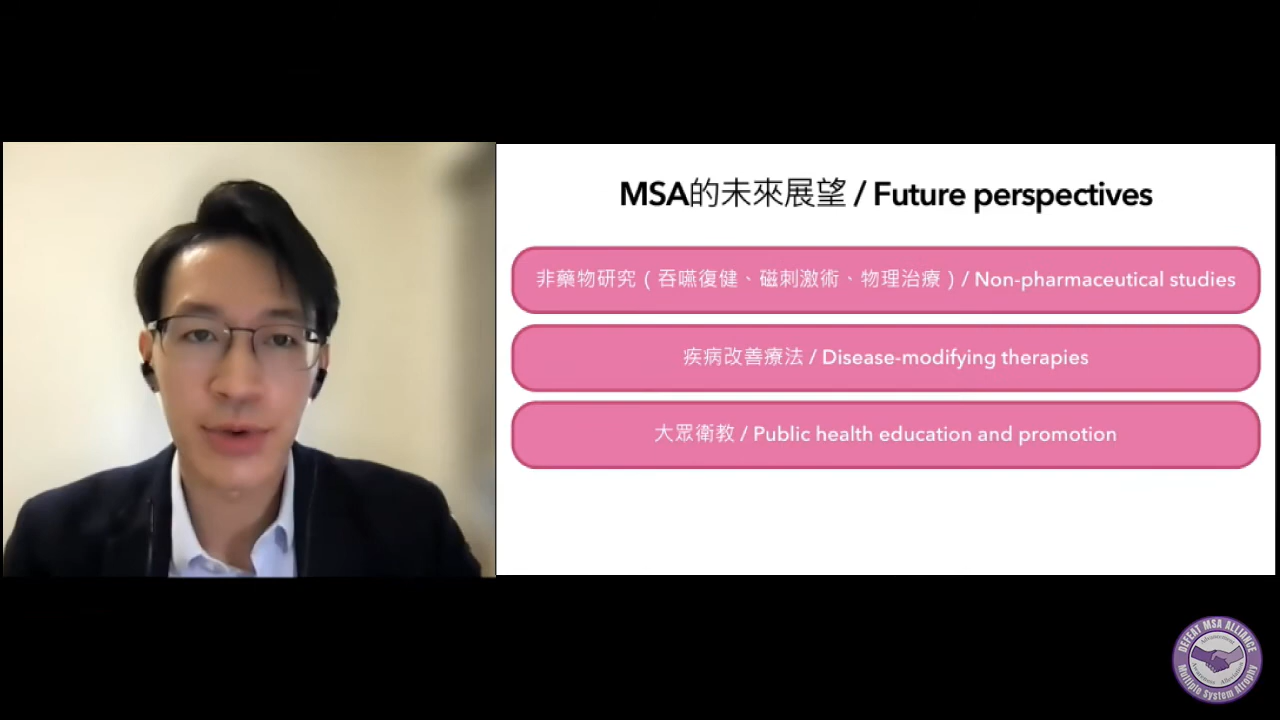 MSA的未來展望 / Future perspectives
非藥物研究（吞嚥復健、磁刺激術、物理治療）/ Non-pharmaceutical studies
疾病改善療法 / Disease-modifying therapies
大眾衛教 / Public health education and promotion
DEFEAT MSA ALLIANCE
Multiple System Atrophy